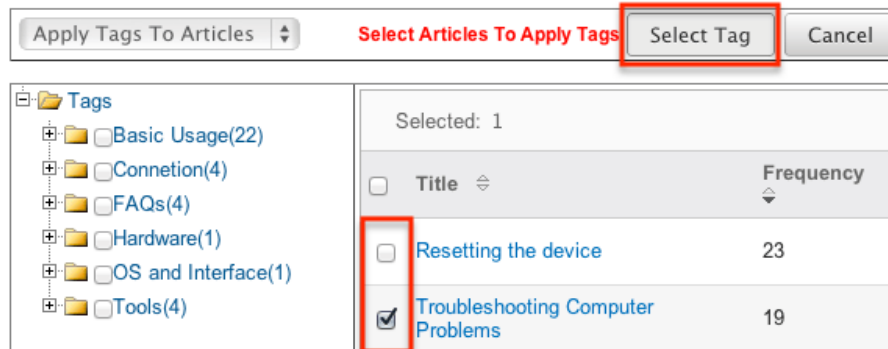 Apply Tags To Articles Select Articles To Apply Tags Select Tag Cancel
Tags
Basic Usage(22)
Connetion(4)
FAQs(4)
Hardware(1)
OS and Interface(1)
Tools(4)
Selected: 1
Title Frequency
Resetting the device 23
Troubleshooting Computer
Problems 19